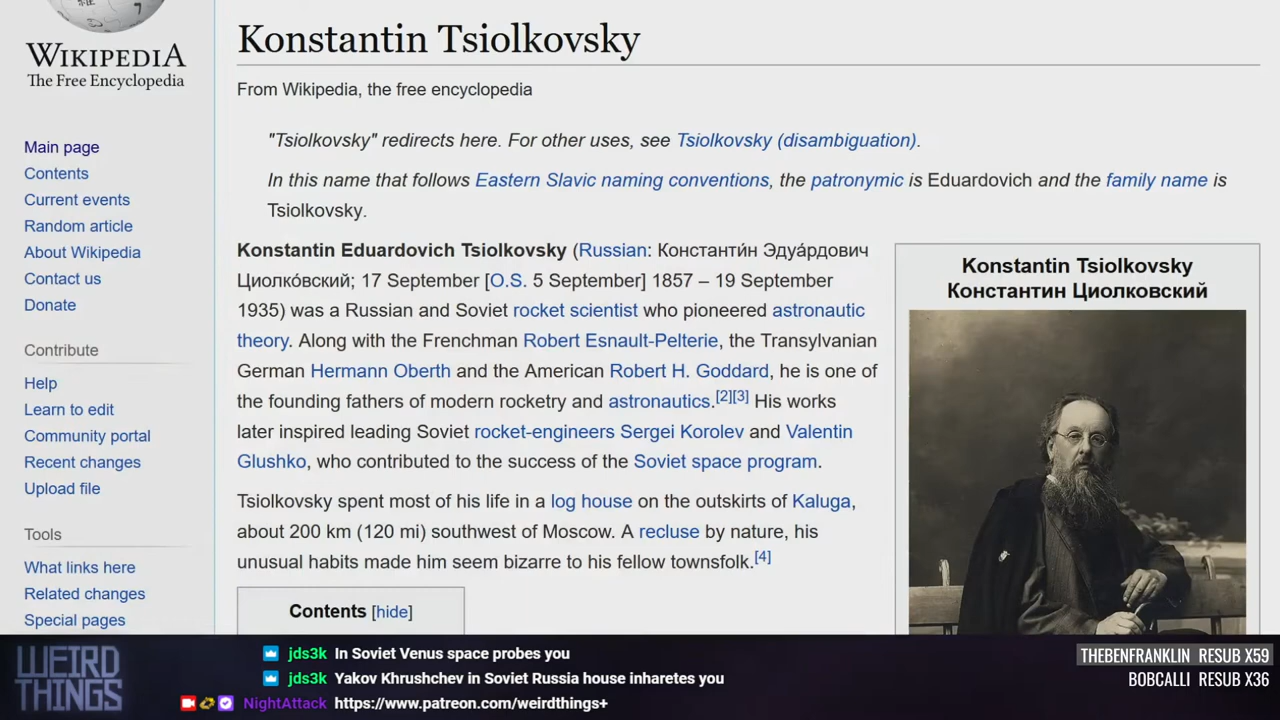 WIKIPEDIA
The Free Encyclopedia
Main page
Contents
Current events
Random article
About Wikipedia
Contact us
Donate
Contribute
Help
Learn to edit
Community portal
Recent changes
Upload file
Tools
What links here
Related changes
Special pages
Konstantin Tsiolkovsky
From Wikipedia, the free encyclopedia
"Tsiolkovsky" redirects here. For other uses, see Tsiolkovsky (disambiguation).
In this name that follows Eastern Slavic naming conventions, the patronymic is Eduardovich and the family name is
Tsiolkovsky.
Konstantin Eduardovich Tsiolkovsky (Russian: Константи́н Эдуа́рдович
Циолко́вский; 17 September [O.S. 5 September] 1857 – 19 September
1935) was a Russian and Soviet rocket scientist who pioneered astronautic
theory. Along with the Frenchman Robert Esnault-Pelterie, the Transylvanian
German Hermann Oberth and the American Robert H. Goddard, he is one of
the founding fathers of modern rocketry and astronautics.[2][3] His works
later inspired leading Soviet rocket-engineers Sergei Korolev and Valentin
Glushko, who contributed to the success of the Soviet space program.
Tsiolkovsky spent most of his life in a log house on the outskirts of Kaluga,
about 200 km (120 mi) southwest of Moscow. A recluse by nature, his
unusual habits made him seem bizarre to his fellow townsfolk.[4]
Contents [hide]
Konstantin Tsiolkovsky
Константин Циолковский
WEIRD
THINGS
jds3k In Soviet Venus space probes you
jds3k Yakov Khrushchev in Soviet Russia house inharetes you
NightAttack https://www.patreon.com/weirdthings+
THEBENFRANKLIN RESUB X59
BOBCALLI RESUB X36